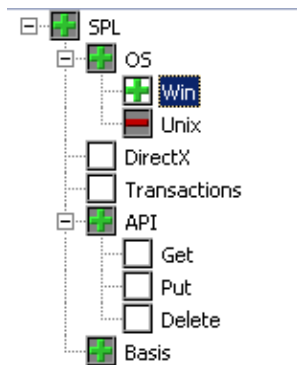 SPL
OS
Win
Unix
DirectX
Transactions
API
Get
Put
Delete
Basis